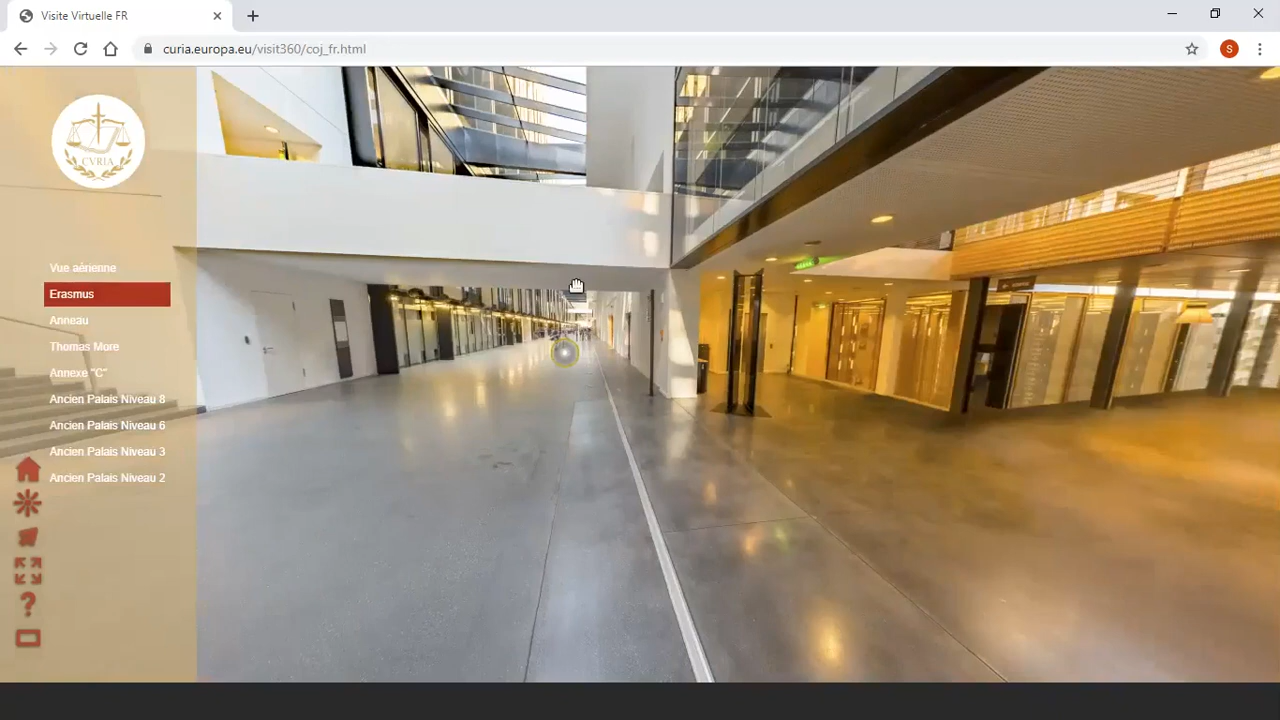 Visite Virtuelle FR
curia.europa.eu/visit360/coj_fr.html
S
CVRIA
Vue aérienne
Erasmus
Anneau
Thomas More
Annexe "C"
Ancien Palais Niveau 8
Ancien Palais Niveau 6
Ancien Palais Niveau 3
Ancien Palais Niveau 2
?